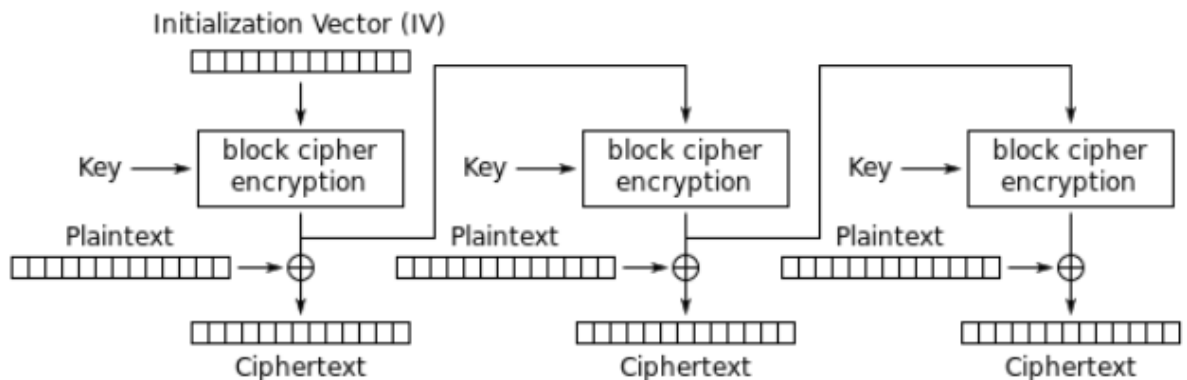 Initialization Vector (IV)
Key
block cipher
encryption
Key
block cipher
encryption
Key
block cipher
encryption
Plaintext
Plaintext
Plaintext
Ciphertext
Ciphertext
Ciphertext